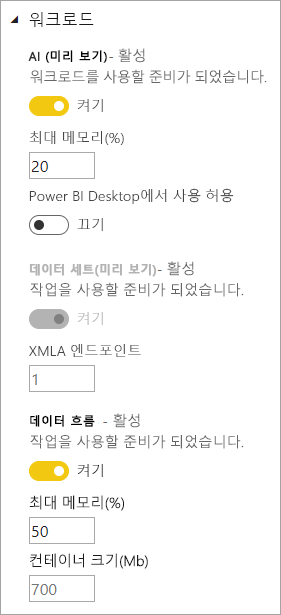 워크로드
AI (미리 보기)- 활성
워크로드를 사용할 준비가 되었습니다.
켜기
최대 메모리(%)
20
Power BI Desktop에서 사용 허용
끄기
데이터 세트(미리 보기)- 활성
작업을 사용할 준비가 되었습니다.
켜기
XMLA 엔드포인트
1
데이터 흐름 - 활성
작업을 사용할 준비가 되었습니다.
켜기
최대 메모리(%)
50
컨테이너 크기(Mb)
700